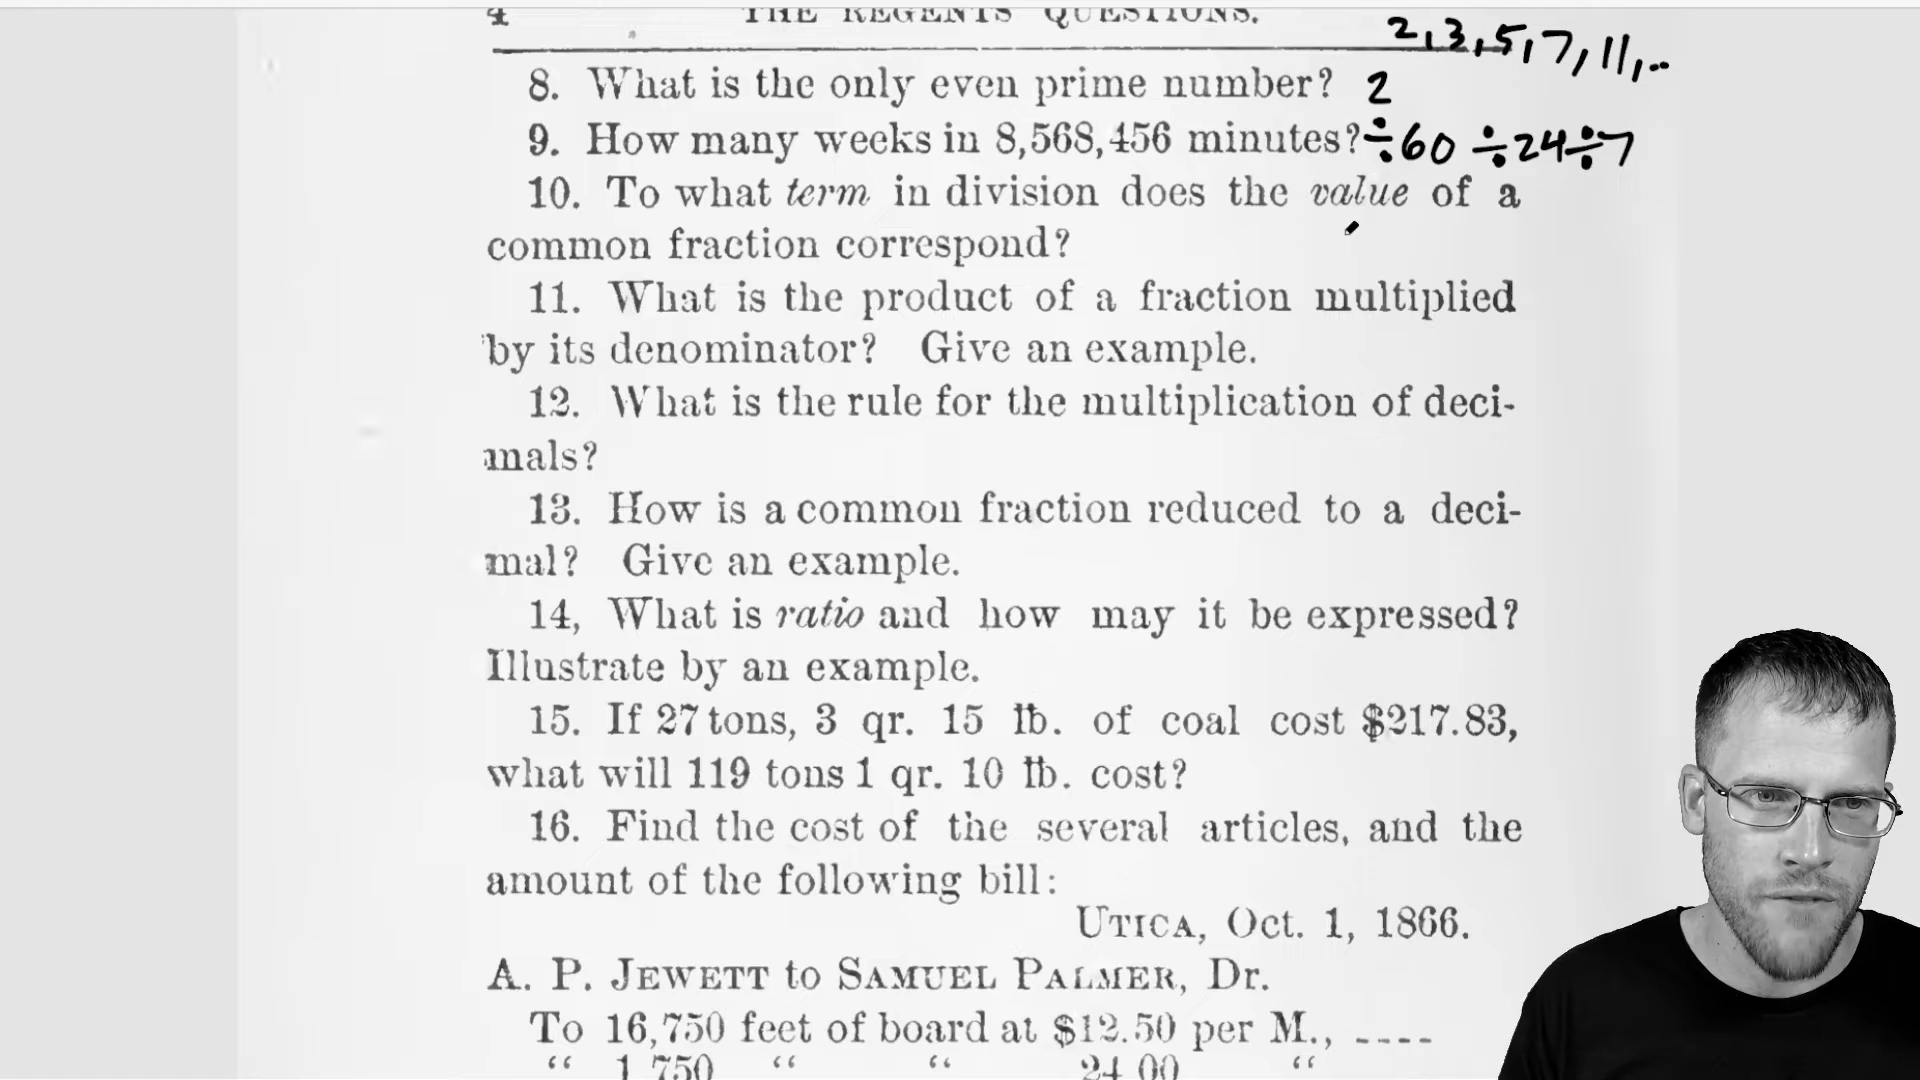 4 THE REGENTS QUESTIONS.
2,3,5,7,11,..
8. What is the only even prime number? 2
9. How many weeks in 8,568,456 minutes? ÷60 ÷24÷7
10. To what term in division does the value of a
common fraction correspond?
11. What is the product of a fraction multiplied
by its denominator? Give an example.
12. What is the rule for the multiplication of deci-
mals?
13. How is a common fraction reduced to a deci-
mal? Give an example.
14, What is ratio and how may it be expressed?
Illustrate by an example.
15. If 27 tons, 3 qr. 15 lb. of coal cost $217.83,
what will 119 tons 1 qr. 10 lb. cost?
16. Find the cost of the several articles, and the
amount of the following bill:
UTICA, Oct. 1, 1866.
A. P. JEWETT to SAMUEL PALMER, Dr.
To 16,750 feet of board at $12.50 per M., ----
“ 1,750 “ “ 24.00 “